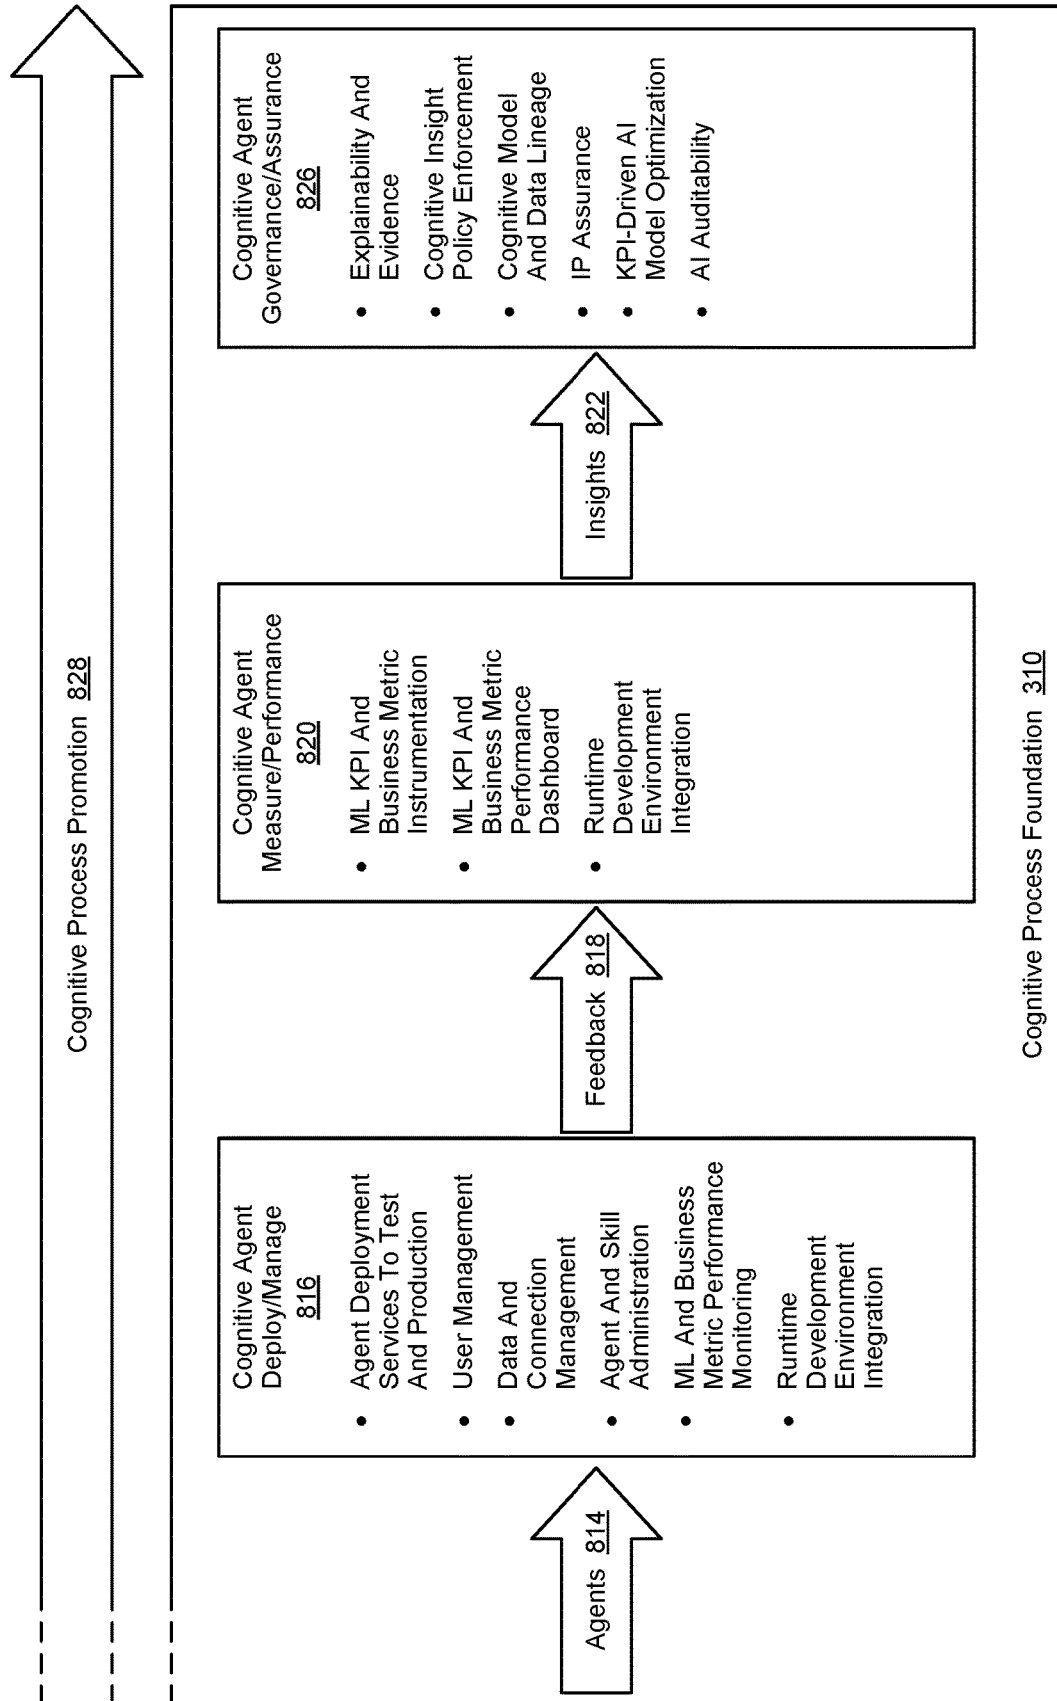 Cognitive Process Promotion 828
Agents 814
Cognitive Agent
Deploy/Manage
816
• Agent Deployment
Services To Test
And Production
• User Management
• Data And
Connection
Management
• Agent And Skill
Administration
• ML And Business
Metric Performance
Monitoring
• Runtime
Development
Environment
Integration
Feedback 818
Cognitive Agent
Measure/Performance
820
• ML KPI And
Business Metric
Instrumentation
• ML KPI And
Business Metric
Performance
Dashboard
• Runtime
Development
Environment
Integration
Insights 822
Cognitive Agent
Governance/Assurance
826
• Explainability And
Evidence
• Cognitive Insight
Policy Enforcement
• Cognitive Model
And Data Lineage
• IP Assurance
• KPI-Driven AI
Model Optimization
• AI Auditability
Cognitive Process Foundation 310